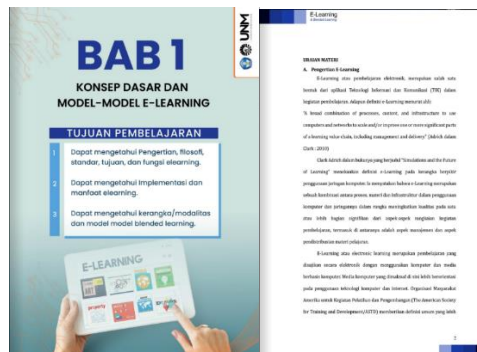 UNM
BAB 1
KONSEP DASAR DAN
MODEL-MODEL E-LEARNING
TUJUAN PEMBELAJARAN
1 Dapat mengetahui Pengertian, filosofi,
standar, tujuan, dan fungsi elearning.
2 Dapat mengetahui Implementasi dan
manfaat elearning.
3 Dapat mengetahui kerangka/modalitas
dan model model blended learning.
E-LEARNING
E-Learning
URAIAN MATERI
A. Pengertian E-Learning
E-Learning atau pembelajaran elektronik, merupakan salah satu
bentuk dari aplikasi Teknologi Informasi dan Komunikasi (TIK) dalam
kegiatan pembelajaran. Adapun definisi e-Learning menurut ahli:
"A broad combination of processes, content, and infrastructure to use
computers and networks to scale and/or improve one or more significant parts
of a learning value chain, including management and delivery" (Aldrich dalam
Clark : 2010)
Clark Aldrich dalam bukunya yang berjudul "Simulations and the Future
of Learning" mendefinisikan e-Learning pada kerangka berpikir
penggunaan jaringan komputer. Ia menyatakan bahwa e-Learning merupakan
sebuah kombinasi antara proses, materi dan infrastruktur dalam penggunaan
komputer dan jaringannya dalam rangka meningkatkan kualitas pada satu
atau lebih bagian signifikan dari aspek-aspek rangkaian kegiatan
pembelajaran, termasuk di antaranya adalah aspek manajemen dan aspek
pendistribusian materi pelajaran.
E-Learning atau electronic learning merupakan pembelajaran yang
disajikan secara elektronik dengan menggunakan komputer dan media
berbasis komputer. Media komputer yang dimaksud di sini lebih berorientasi
pada penggunaan teknologi komputer dan internet. Organisasi Masyarakat
Amerika untuk Kegiatan Pelatihan dan Pengembangan (The American Society
for Training and Development/ASTD) memberikan definisi umum yang lebih